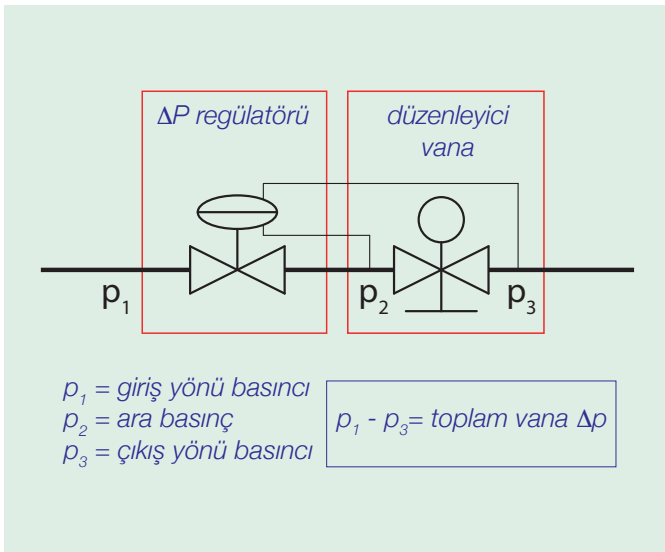 ΔP regülatörü
düzenleyici
vana
p₁
p₂
p₃
p₁ = giriş yönü basıncı
p₂ = ara basınç
p₃ = çıkış yönü basıncı
p₁ - p₃= toplam vana Δp